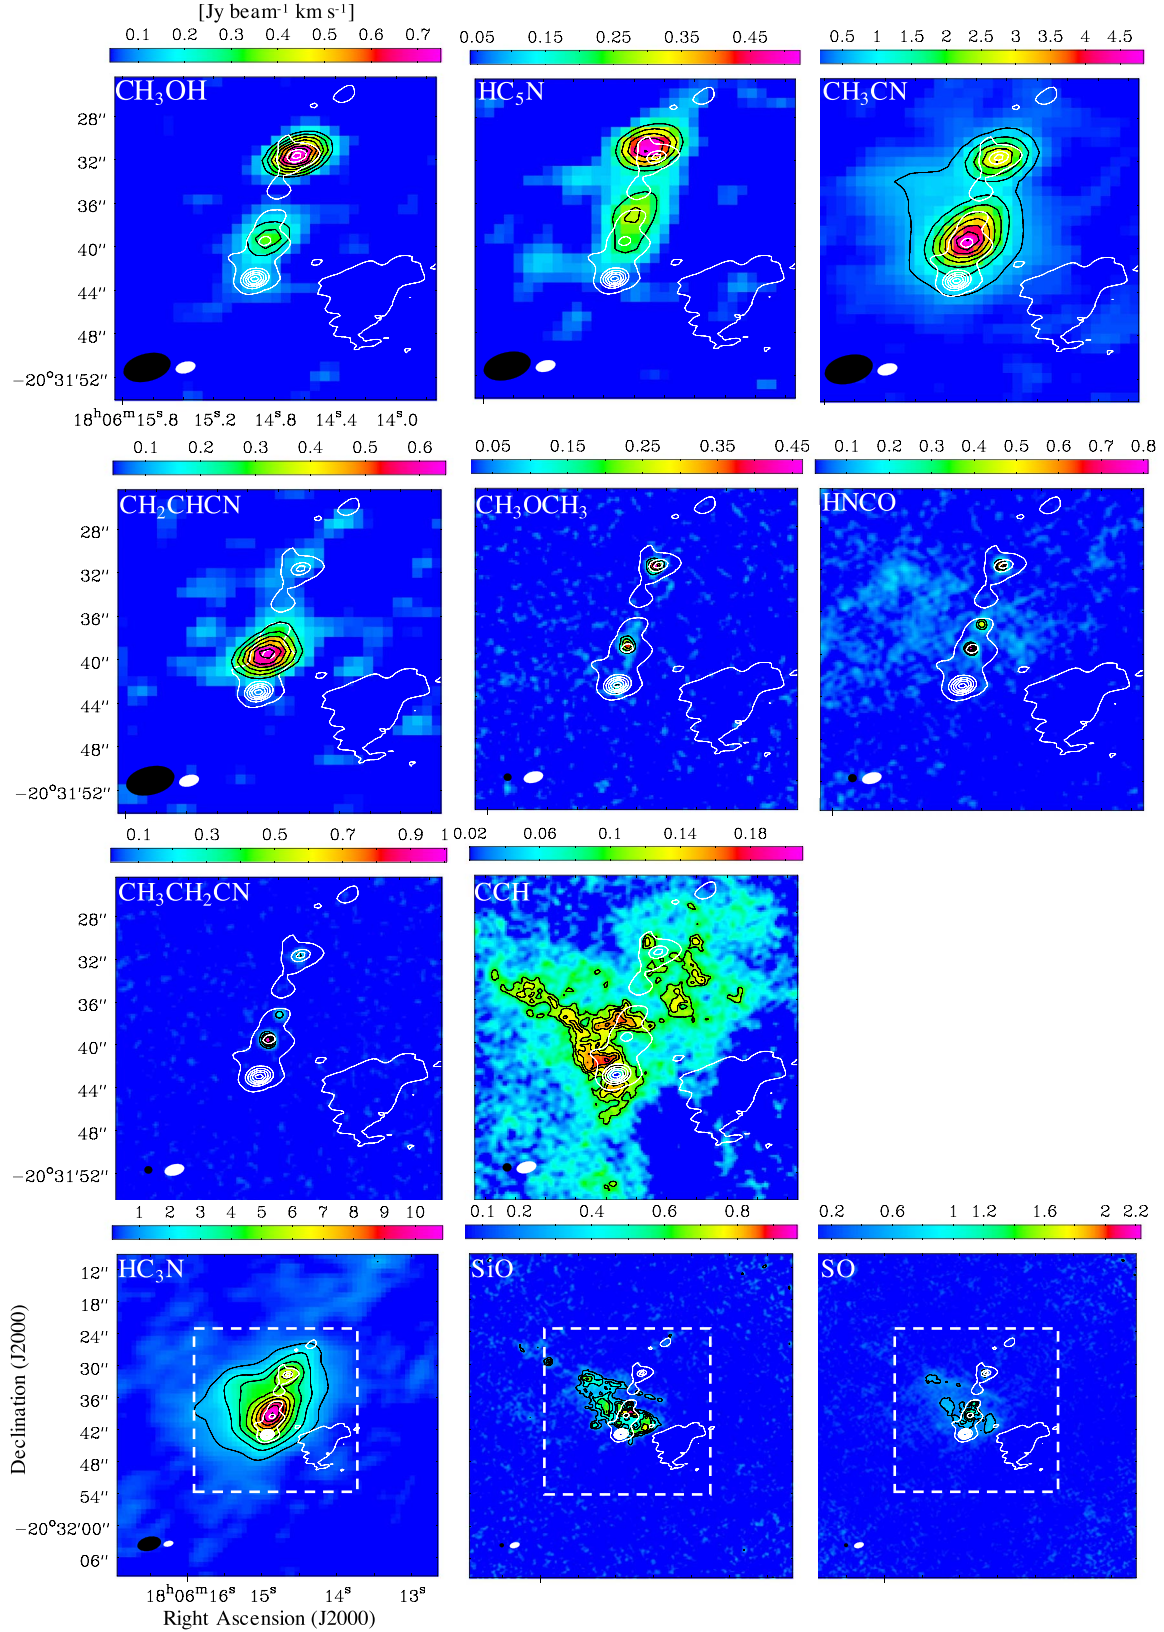 [Jy beam-1 km s-1]
0.1 0.2 0.3 0.4 0.5 0.6 0.7
0.05 0.15 0.25 0.35 0.45
0.5 1 1.5 2 2.5 3 3.5 4 4.5
CH3OH
HC5N
CH3CN
28″
32″
36″
40″
44″
48″
−20°31′52″
18h06m15s.8 15s.2 14s.8 14s.4 14s.0
0.1 0.2 0.3 0.4 0.5 0.6
0.05 0.15 0.25 0.35 0.45
0.1 0.2 0.3 0.4 0.5 0.6 0.7 0.8
CH2CHCN
CH3OCH3
HNCO
28″
32″
36″
40″
44″
48″
−20°31′52″
0.1 0.3 0.5 0.7 0.9 1
0.02 0.06 0.1 0.14 0.18
CH3CH2CN
CCH
28″
32″
36″
40″
44″
48″
−20°31′52″
1 2 3 4 5 6 7 8 9 10
0.1 0.2 0.4 0.6 0.8
0.2 0.6 1 1.2 1.6 2 2.2
HC3N
SiO
SO
12″
18″
24″
30″
36″
42″
48″
54″
−20°32′00″
06″
18h06m16s 15s 14s 13s
Right Ascension (J2000)
Declination (J2000)